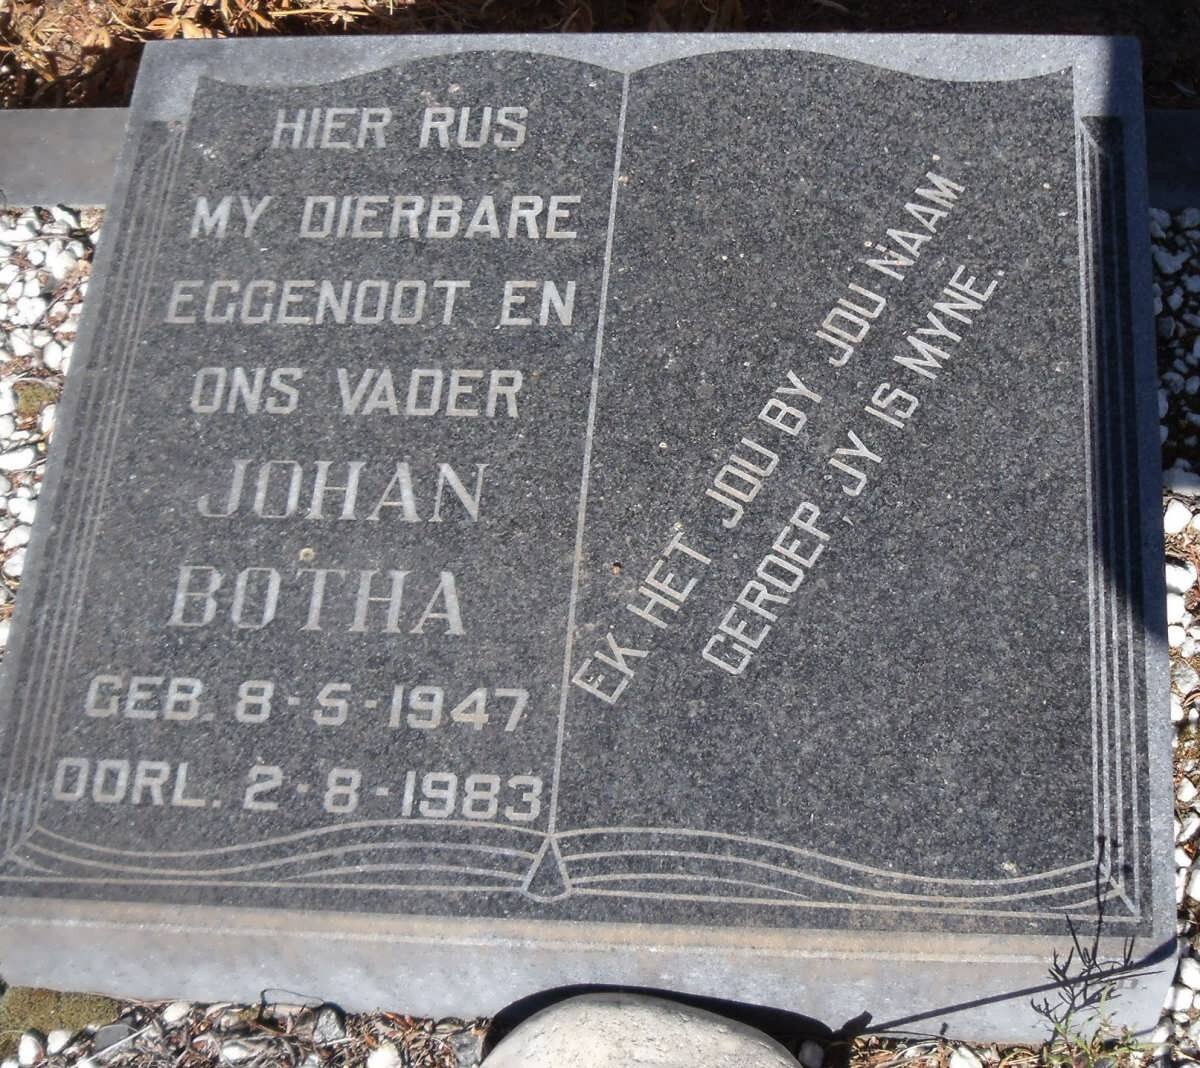 HIER RUS
MY DIERBARE
EGGENOOT EN
ONS VADER
JOHAN
BOTHA
GEB. 8-5-1947
OORL. 2-8-1983
EK HET JOU BY JOU NAAM
GEROEP, JY IS MYNE.